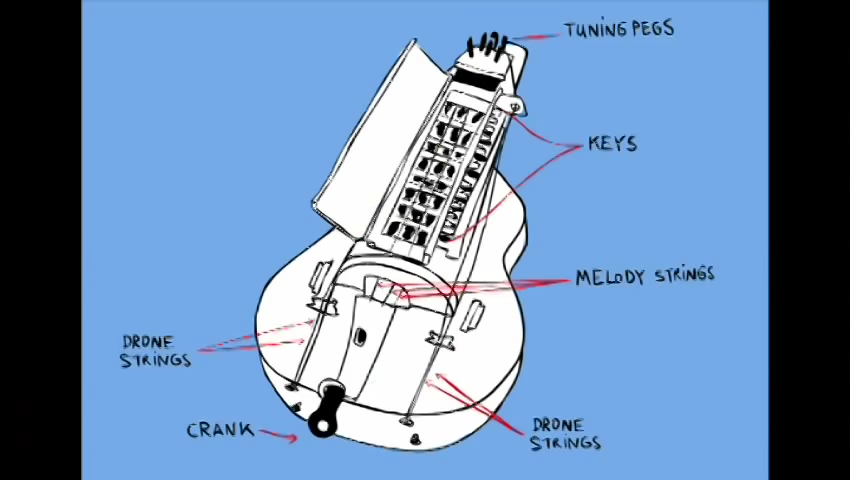 TUNING PEGS
KEYS
MELODY STRINGS
DRONE
STRINGS
CRANK
DRONE
STRINGS